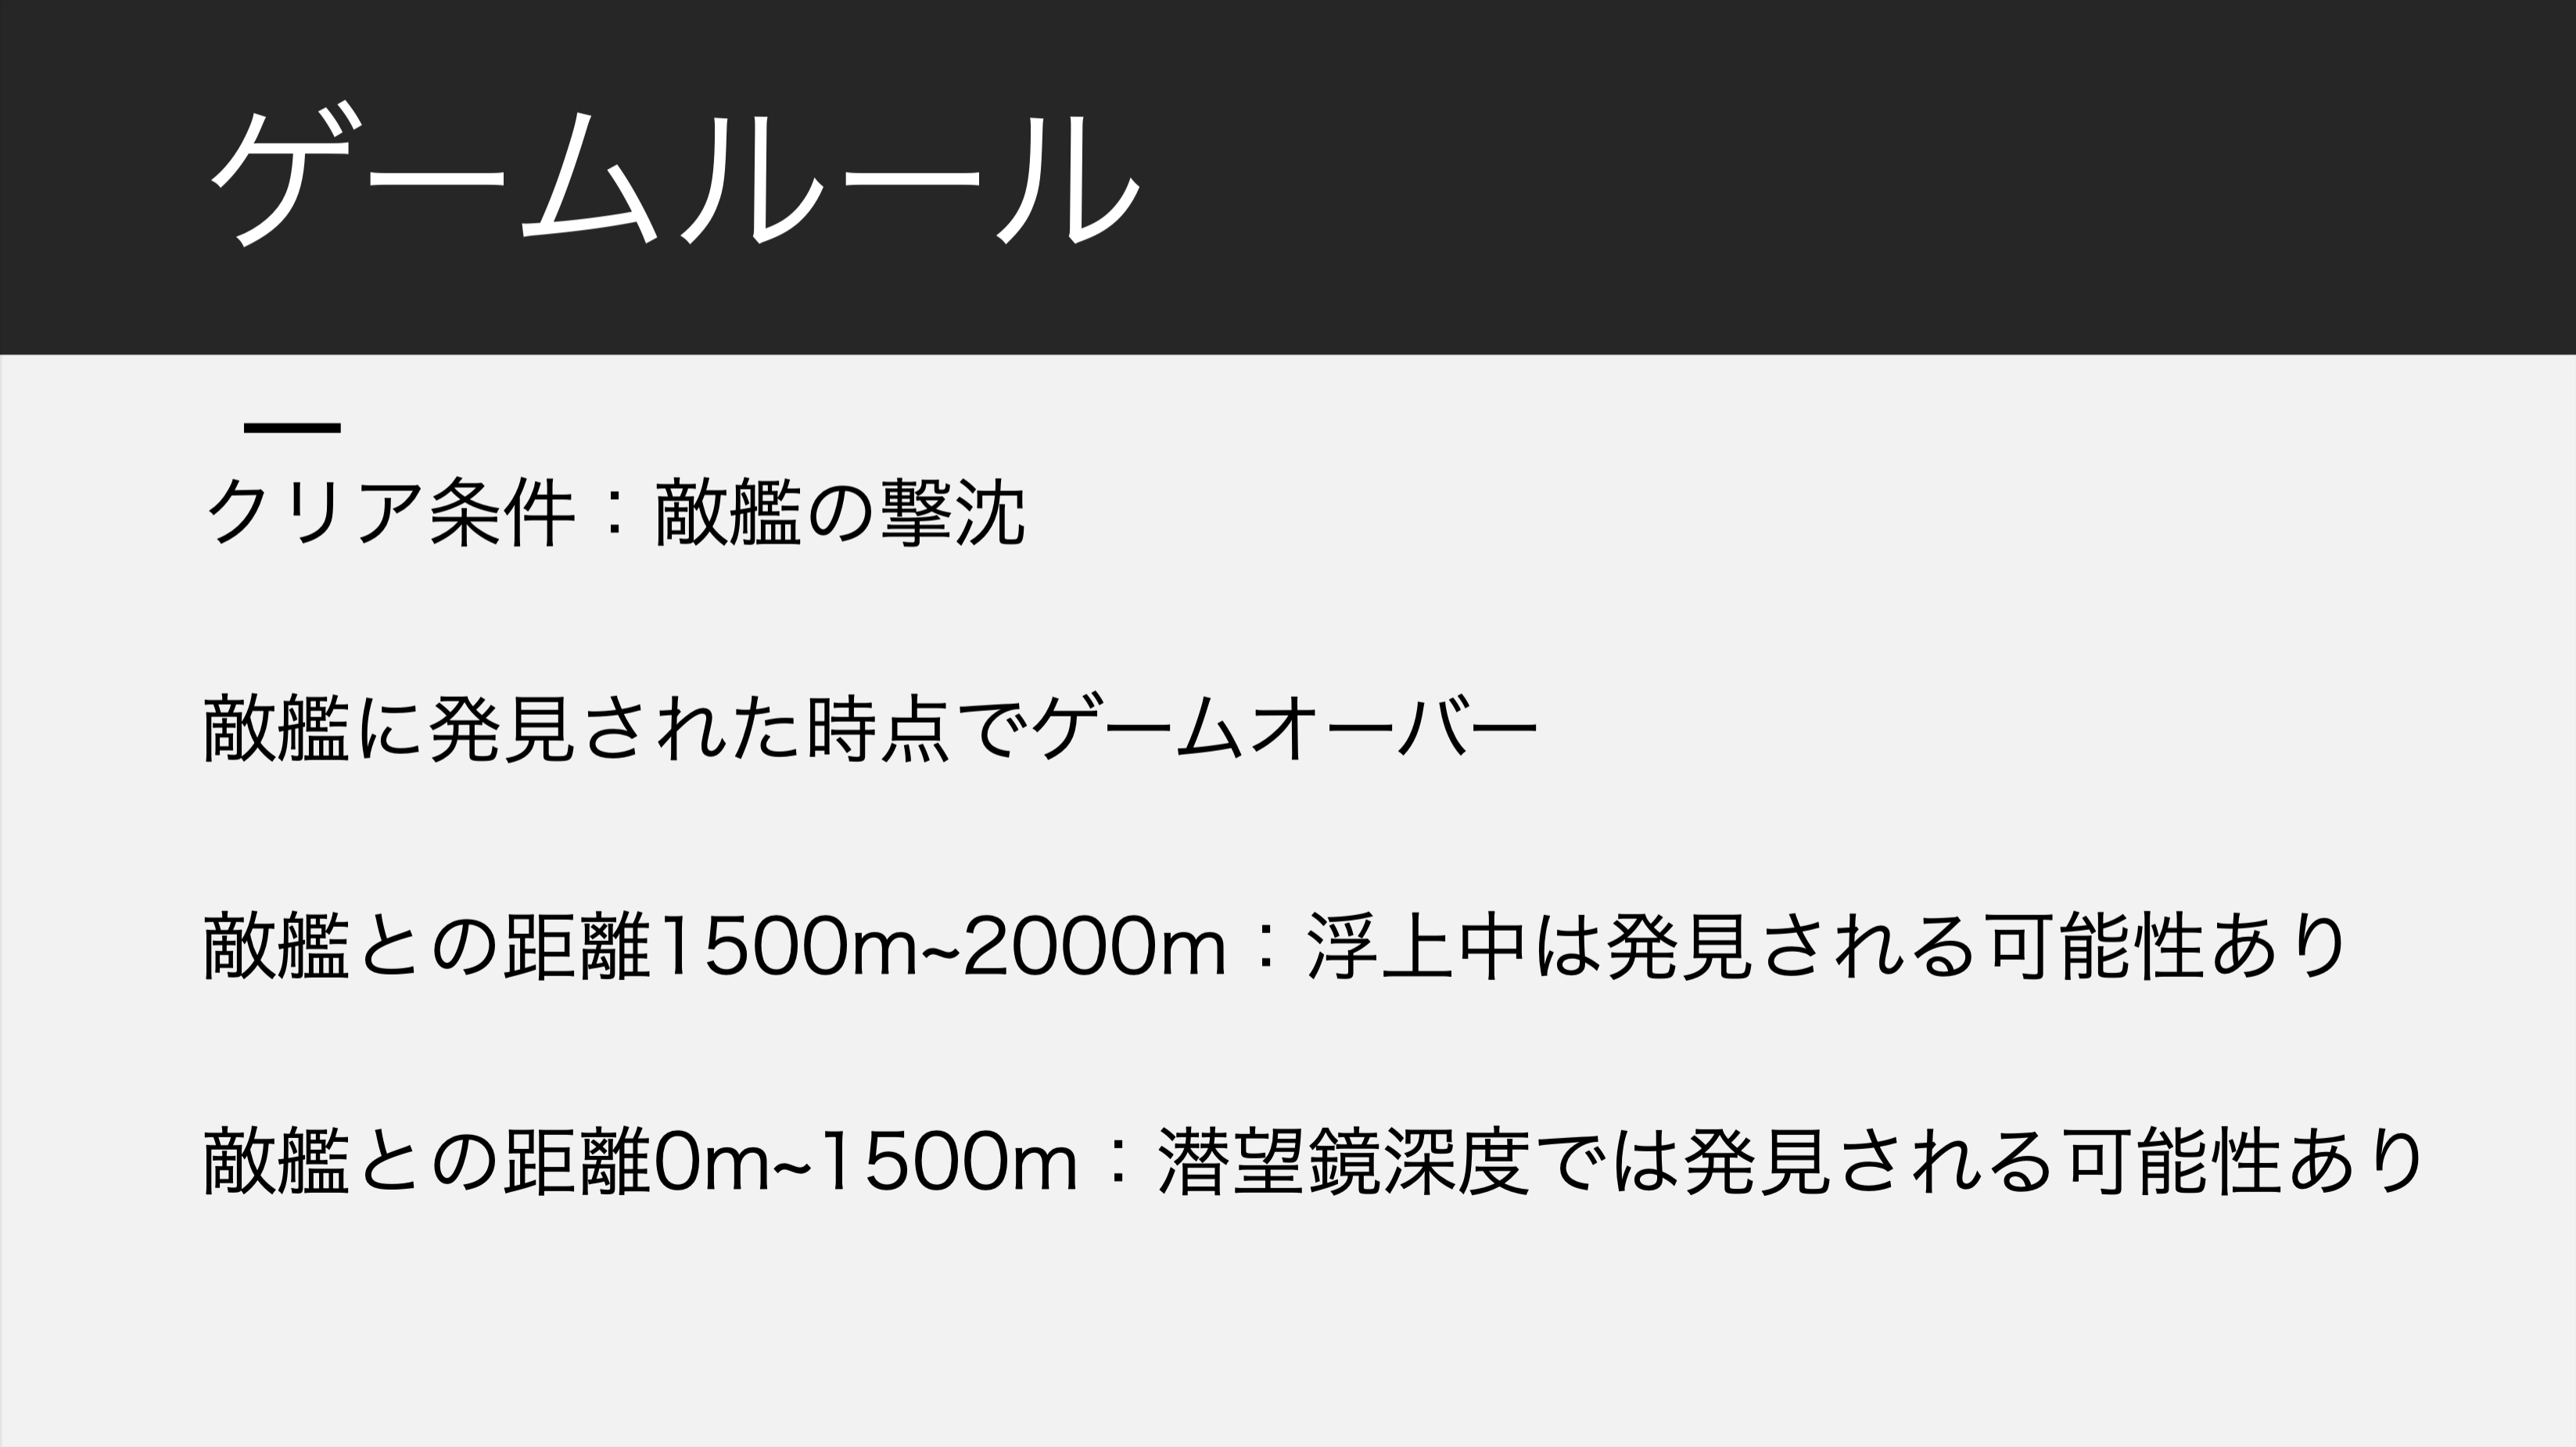 ゲームルール
クリア条件：敵艦の撃沈
敵艦に発見された時点でゲームオーバー
敵艦との距離1500m~2000m：浮上中は発見される可能性あり
敵艦との距離0m~1500m：潜望鏡深度では発見される可能性あり